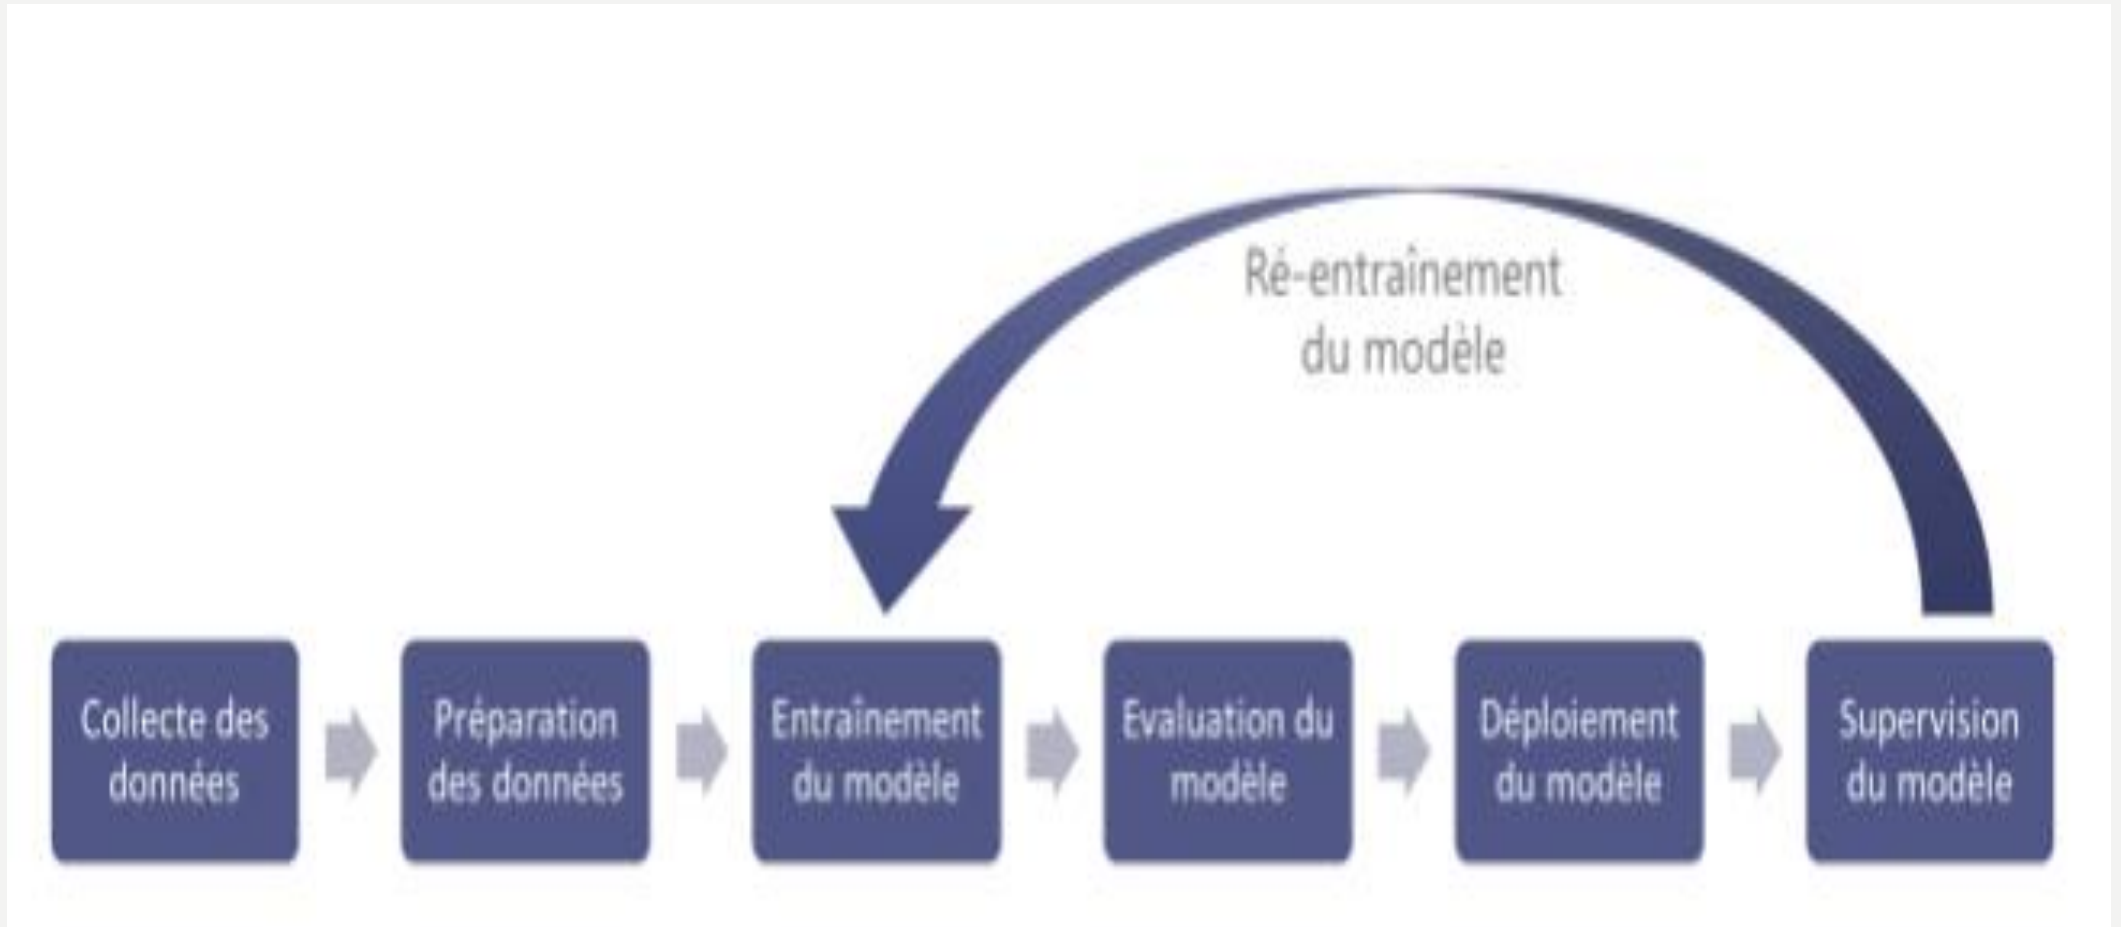 Ré-entraînement
du modèle
Collecte des
données
Préparation
des données
Entraînement
du modèle
Evaluation du
modèle
Déploiement
du modèle
Supervision
du modèle